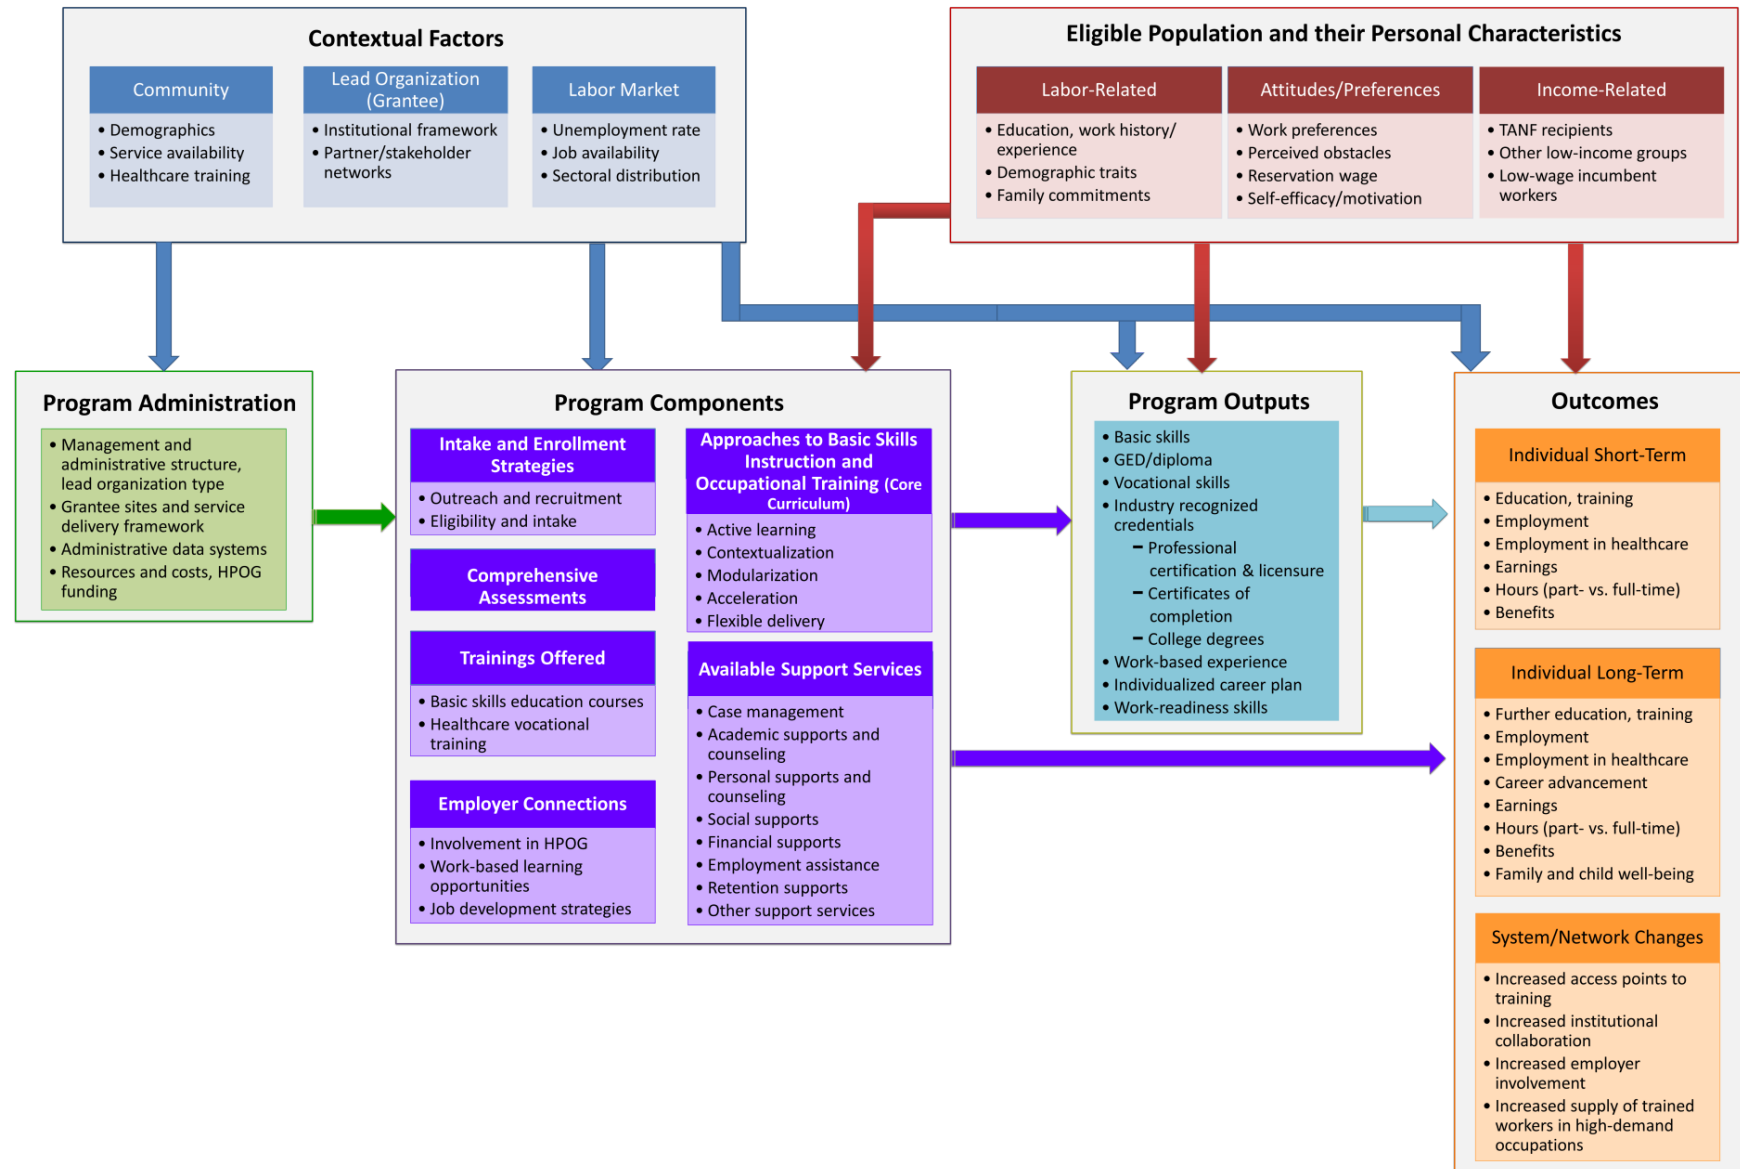 Contextual Factors
Community
• Demographics
• Service availability
• Healthcare training
Lead Organization
(Grantee)
• Institutional framework
• Partner/stakeholder
networks
Labor Market
• Unemployment rate
• Job availability
• Sectoral distribution
Eligible Population and their Personal Characteristics
Labor-Related
• Education, work history/
experience
• Demographic traits
• Family commitments
Attitudes/Preferences
• Work preferences
• Perceived obstacles
• Reservation wage
• Self-efficacy/motivation
Income-Related
• TANF recipients
• Other low-income groups
• Low-wage incumbent
workers
Program Administration
• Management and
administrative structure,
lead organization type
• Grantee sites and service
delivery framework
• Administrative data systems
• Resources and costs, HPOG
funding
Program Components
Intake and Enrollment
Strategies
• Outreach and recruitment
• Eligibility and intake
Comprehensive
Assessments
Trainings Offered
• Basic skills education courses
• Healthcare vocational
training
Employer Connections
• Involvement in HPOG
• Work-based learning
opportunities
• Job development strategies
Approaches to Basic Skills
Instruction and
Occupational Training (Core
Curriculum)
• Active learning
• Contextualization
• Modularization
• Acceleration
• Flexible delivery
Available Support Services
• Case management
• Academic supports and
counseling
• Personal supports and
counseling
• Social supports
• Financial supports
• Employment assistance
• Retention supports
• Other support services
Program Outputs
• Basic skills
• GED/diploma
• Vocational skills
• Industry recognized
credentials
– Professional
certification & licensure
– Certificates of
completion
– College degrees
• Work-based experience
• Individualized career plan
• Work-readiness skills
Outcomes
Individual Short-Term
• Education, training
• Employment
• Employment in healthcare
• Earnings
• Hours (part- vs. full-time)
• Benefits
Individual Long-Term
• Further education, training
• Employment
• Employment in healthcare
• Career advancement
• Earnings
• Hours (part- vs. full-time)
• Benefits
• Family and child well-being
System/Network Changes
• Increased access points to
training
• Increased institutional
collaboration
• Increased employer
involvement
• Increased supply of trained
workers in high-demand
occupations